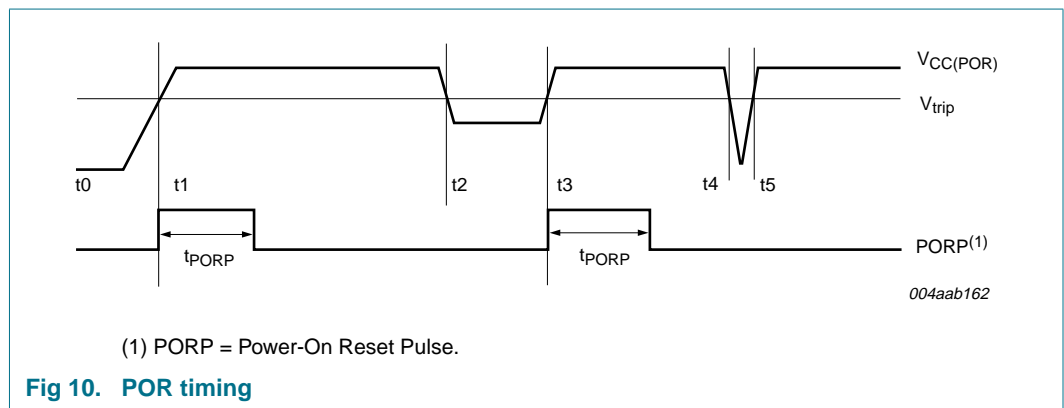 VCC(POR)
Vtrip
t0 t1 t2 t3 t4 t5
PORP(1)
tPORP tPORP
004aab162
(1) PORP = Power-On Reset Pulse.
Fig 10. POR timing